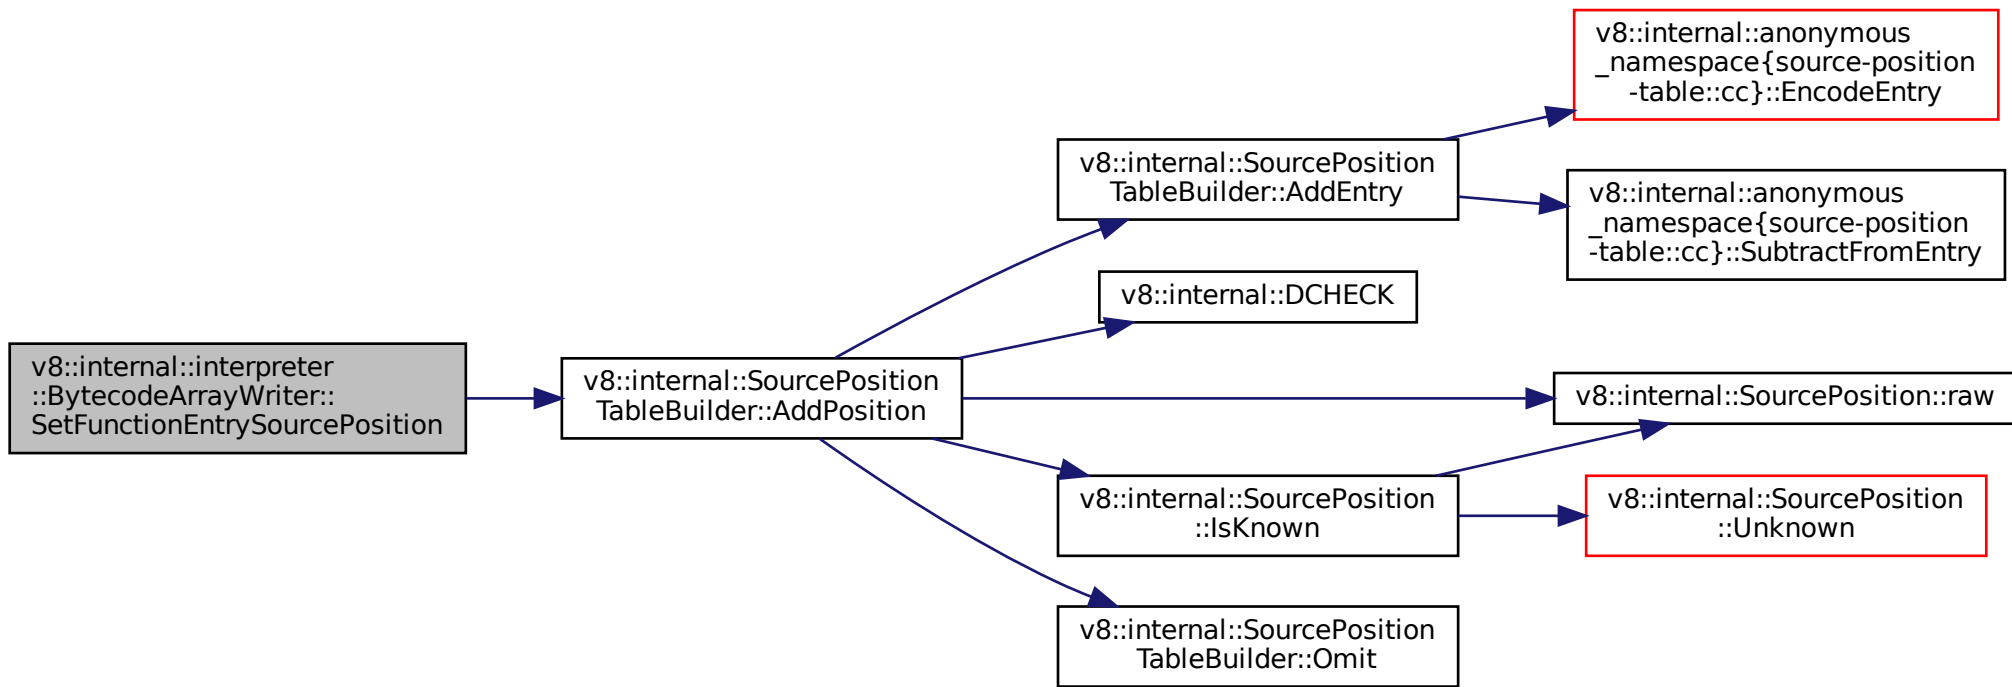 v8::internal::anonymous
_namespace{source-position
-table::cc}::EncodeEntry
v8::internal::SourcePosition
TableBuilder::AddEntry
v8::internal::anonymous
_namespace{source-position
-table::cc}::SubtractFromEntry
v8::internal::DCHECK
v8::internal::interpreter
::BytecodeArrayWriter::
SetFunctionEntrySourcePosition
v8::internal::SourcePosition
TableBuilder::AddPosition
v8::internal::SourcePosition::raw
v8::internal::SourcePosition
::IsKnown
v8::internal::SourcePosition
::Unknown
v8::internal::SourcePosition
TableBuilder::Omit